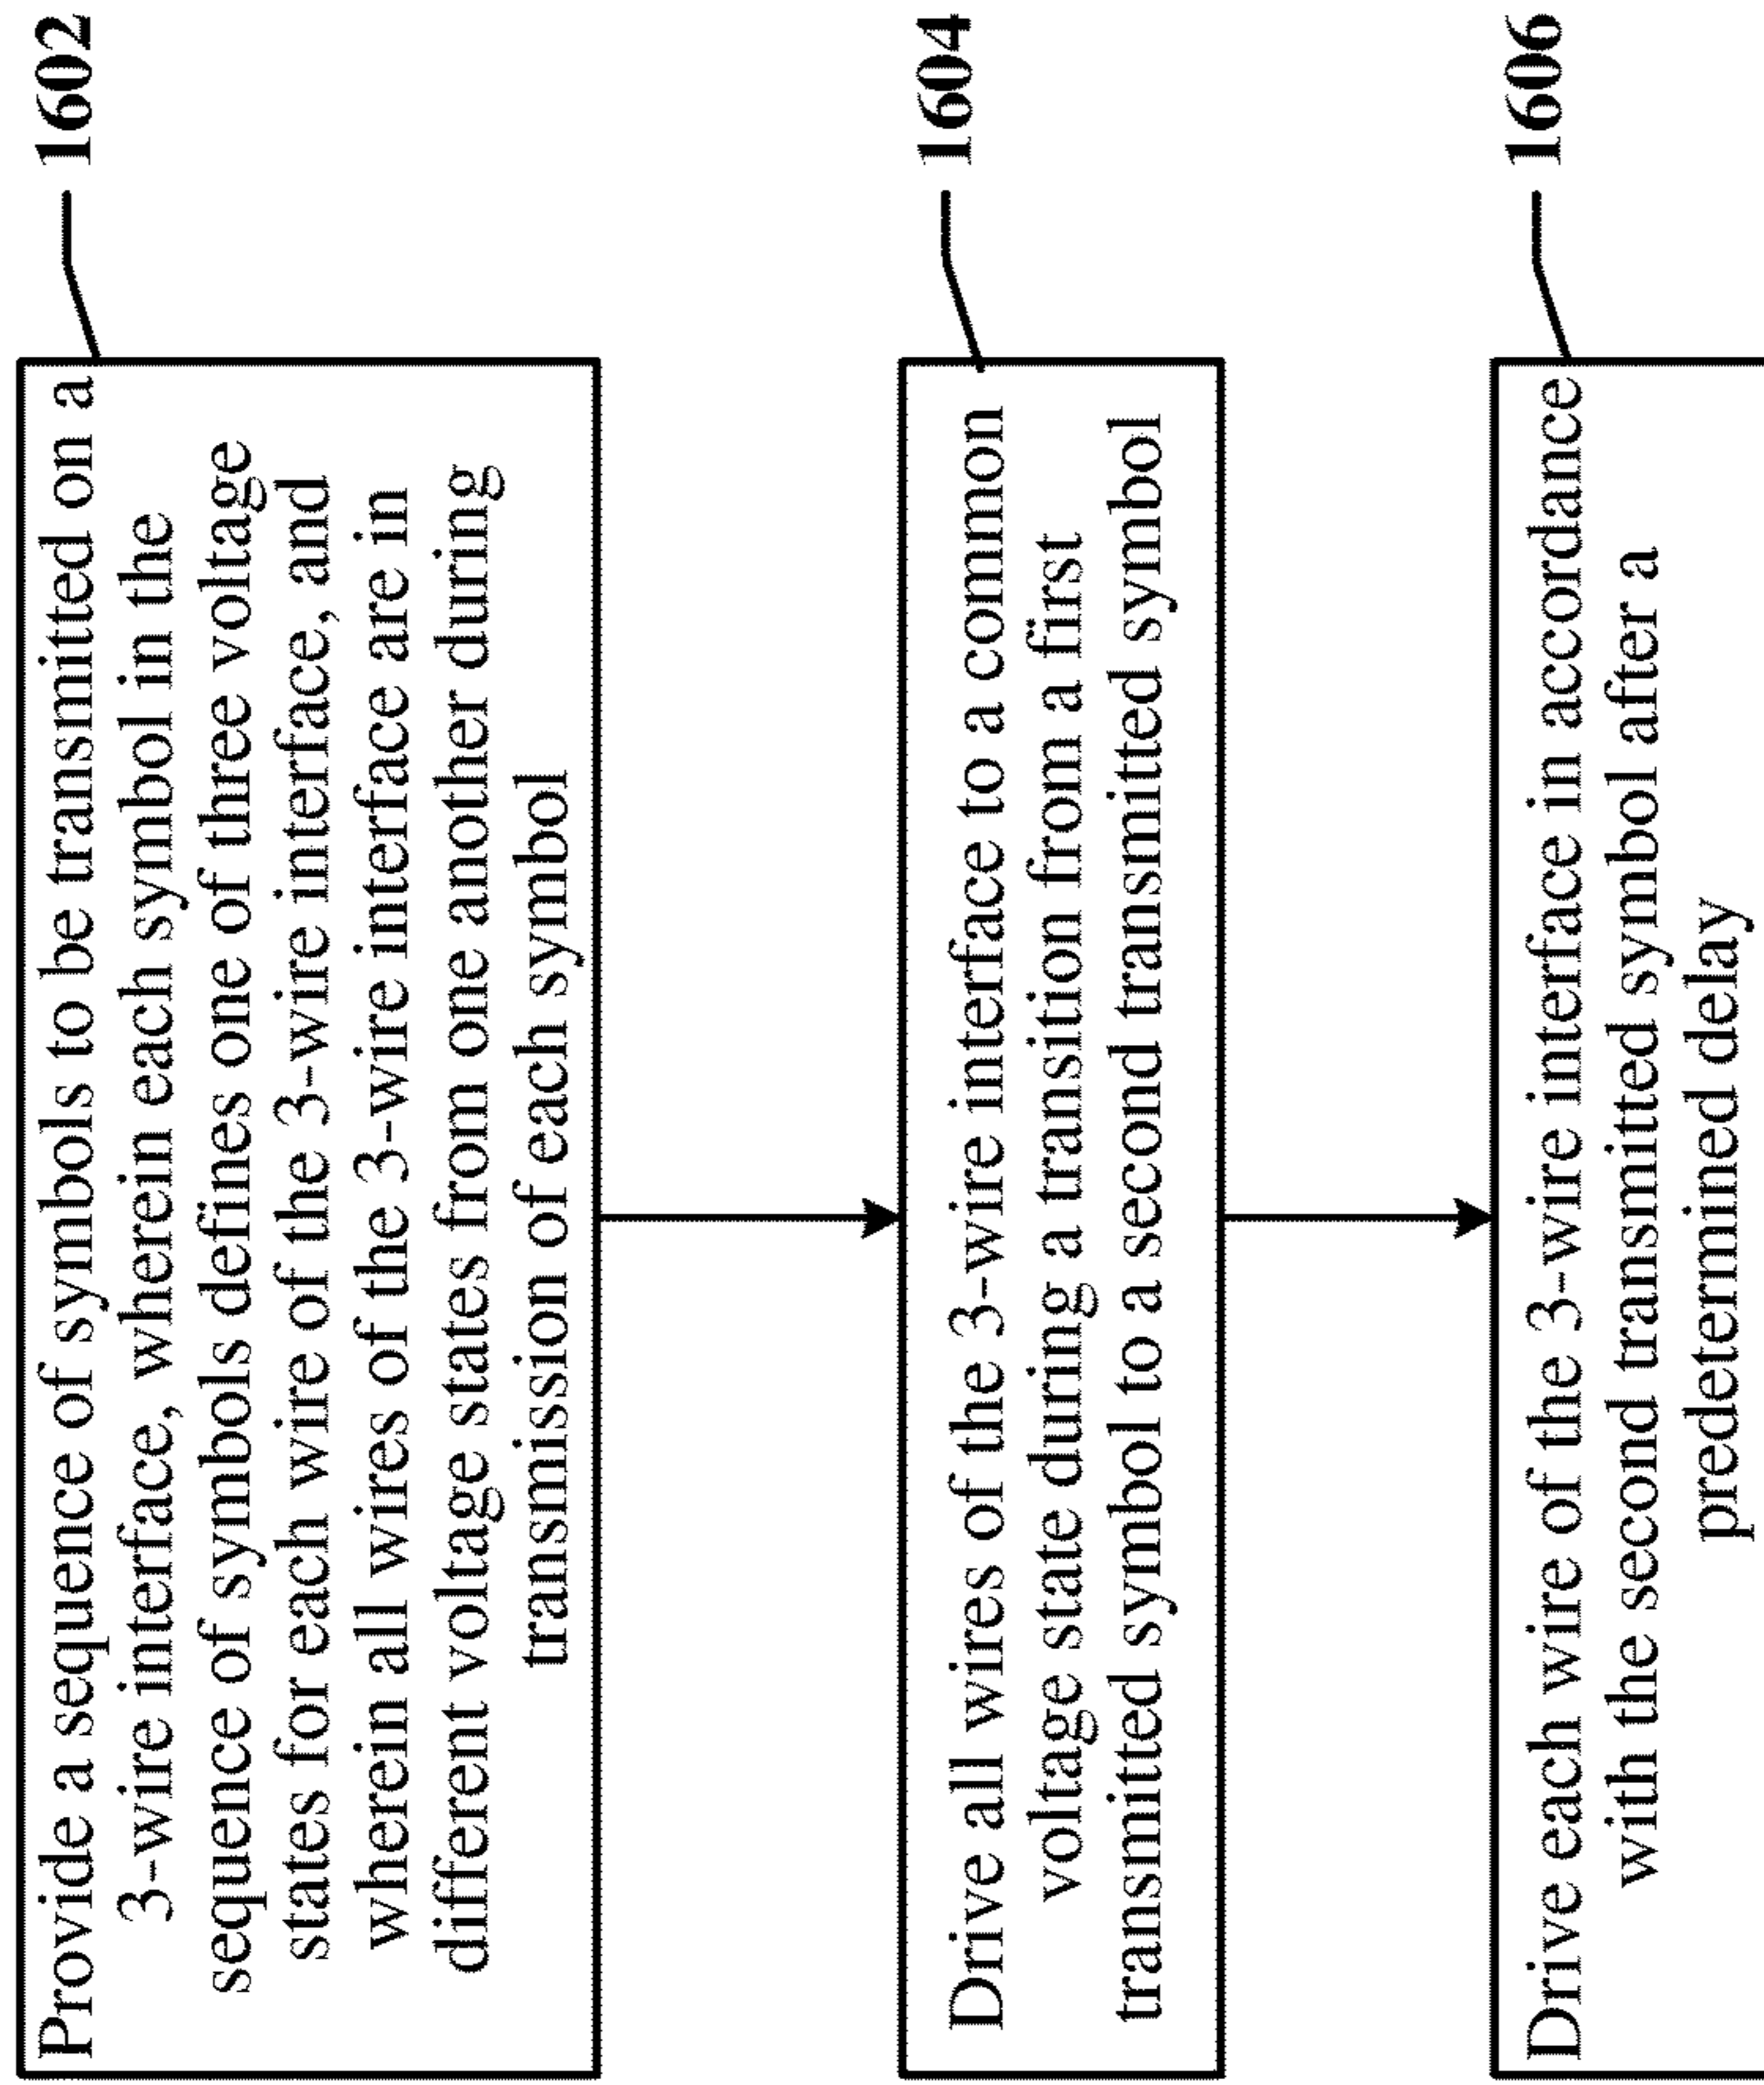 1602
Provide a sequence of symbols to be transmitted on a
3-wire interface, wherein each symbol in the
sequence of symbols defines one of three voltage
states for each wire of the 3-wire interface, and
wherein all wires of the 3-wire interface are in
different voltage states from one another during
transmission of each symbol
1604
Drive all wires of the 3-wire interface to a common
voltage state during a transition from a first
transmitted symbol to a second transmitted symbol
1606
Drive each wire of the 3-wire interface in accordance
with the second transmitted symbol after a
predetermined delay